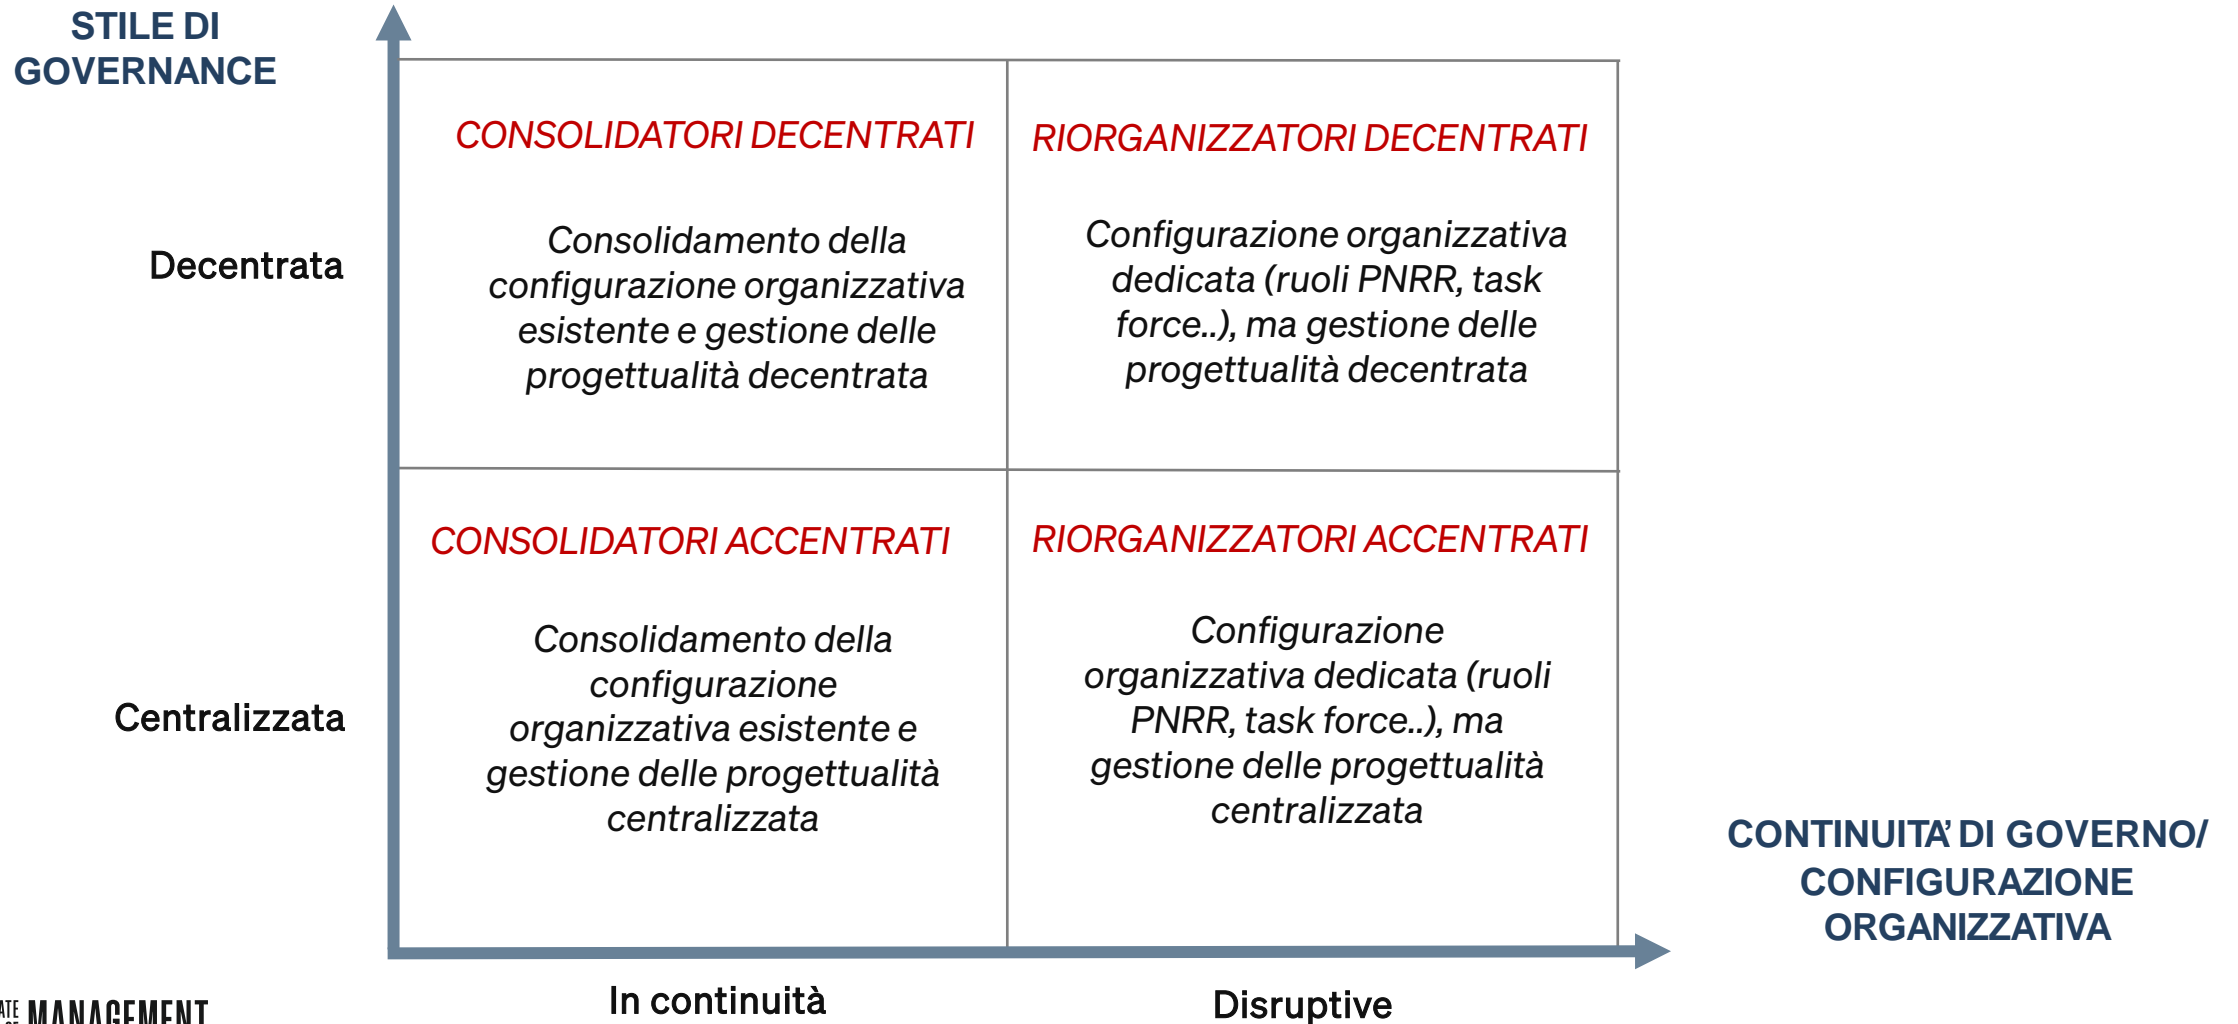 STILE DI
GOVERNANCE
CONSOLIDATORI DECENTRATI
Consolidamento della
configurazione organizzativa
esistente e gestione delle
progettualità decentrata
RIORGANIZZATORI DECENTRATI
Configurazione organizzativa
dedicata (ruoli PNRR, task
force..), ma gestione delle
progettualità decentrata
Decentrata
CONSOLIDATORI ACCENTRATI
Consolidamento della
configurazione
organizzativa esistente e
gestione delle progettualità
centralizzata
RIORGANIZZATORI ACCENTRATI
Configurazione
organizzativa dedicata (ruoli
PNRR, task force..), ma
gestione delle progettualità
centralizzata
Centralizzata
CONTINUITA’ DI GOVERNO/
CONFIGURAZIONE
ORGANIZZATIVA
In continuità
Disruptive
MANAGEMENT